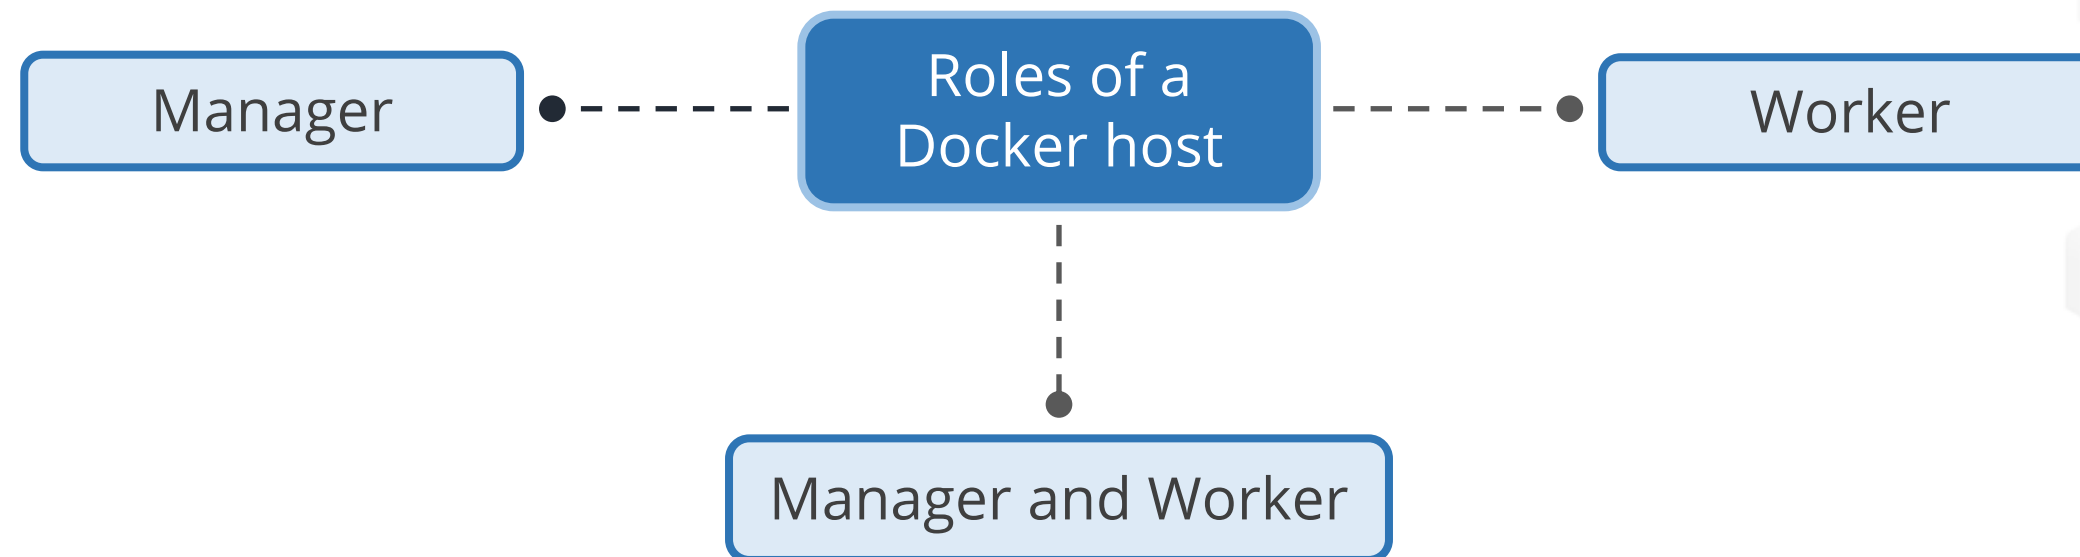 Manager
Roles of a
Docker host
Worker
Manager and Worker